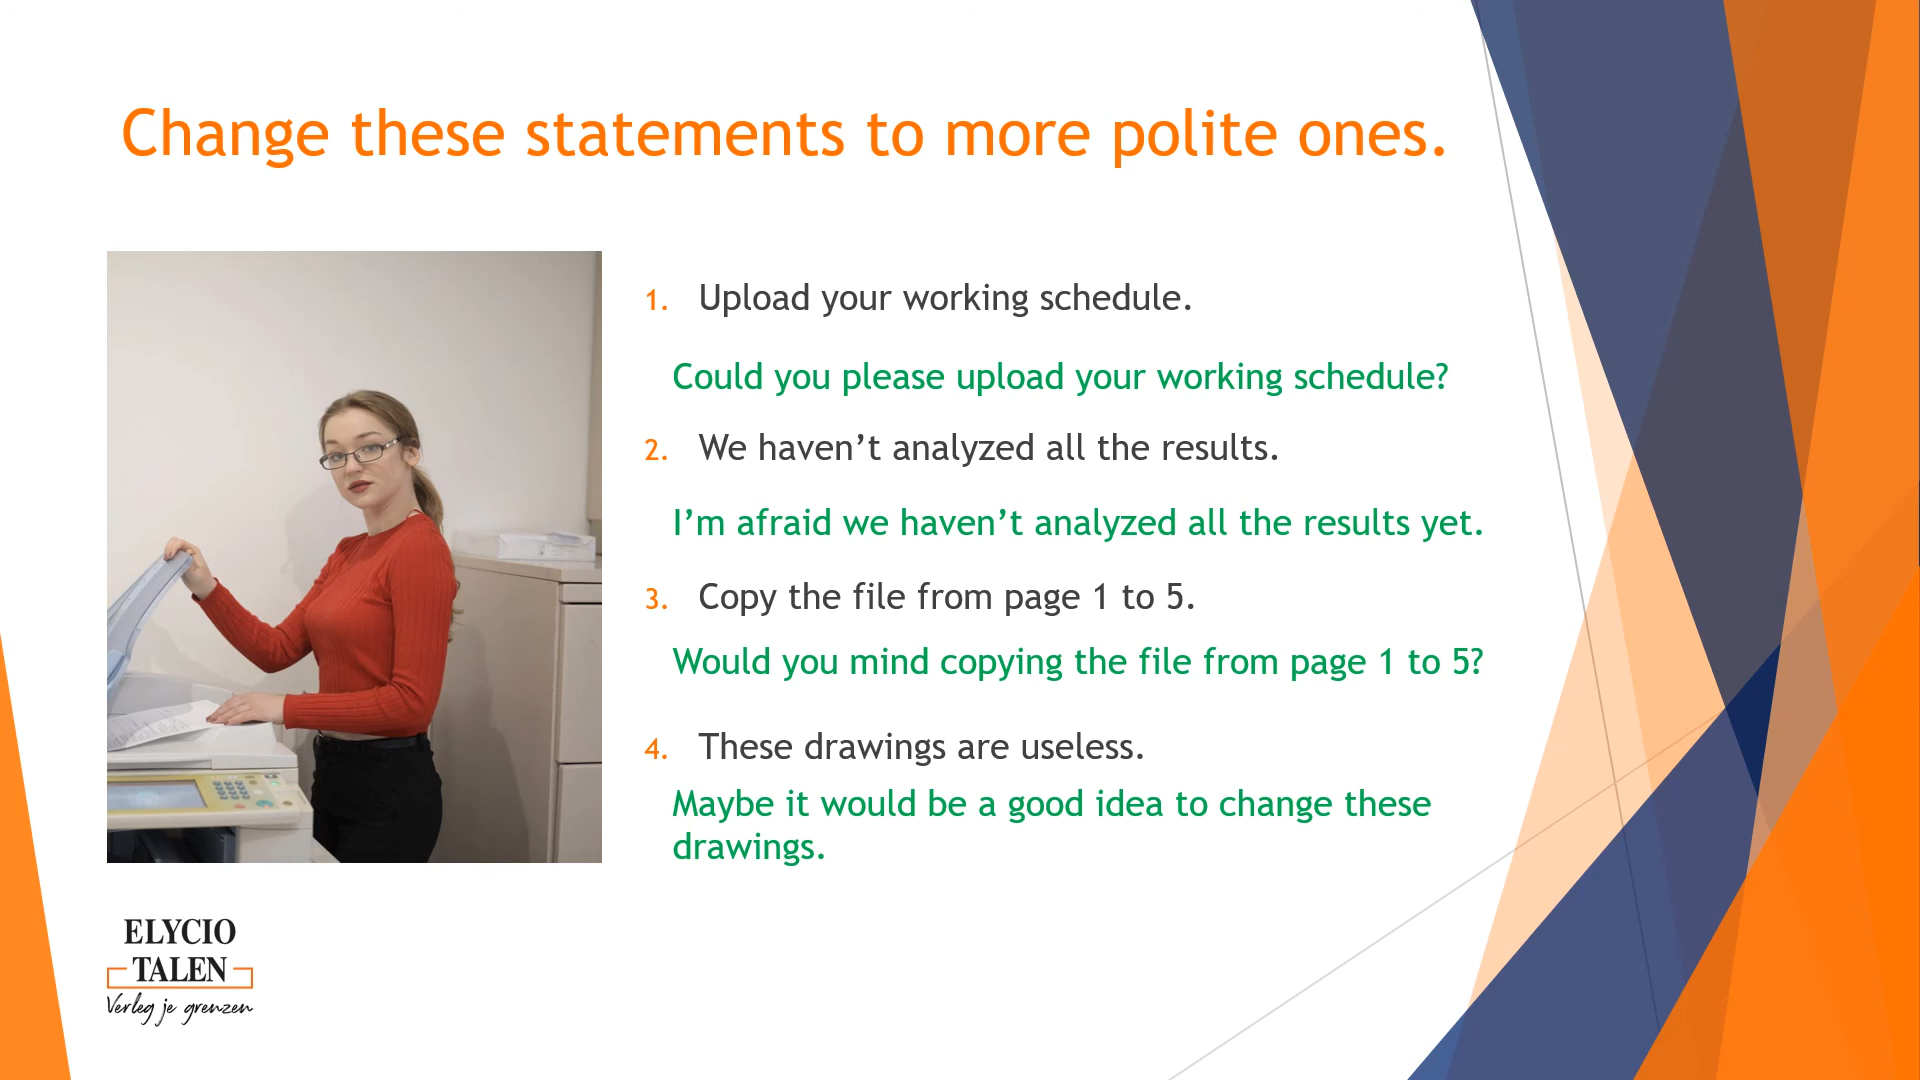 Change these statements to more polite ones.
1. Upload your working schedule.
Could you please upload your working schedule?
2. We haven’t analyzed all the results.
I’m afraid we haven’t analyzed all the results yet.
3. Copy the file from page 1 to 5.
Would you mind copying the file from page 1 to 5?
4. These drawings are useless.
Maybe it would be a good idea to change these
drawings.
ELYCIO
TALEN
Verleg je grenzen